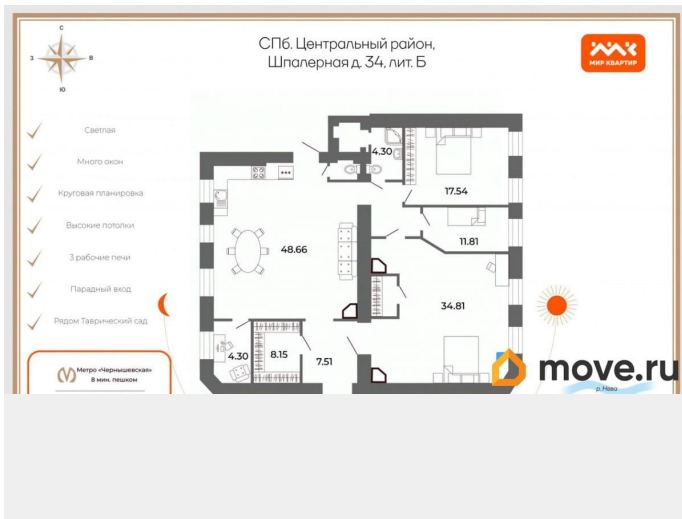 С
З
В
Ю
СПб. Центральный район,
Шпалерная д. 34, лит. Б
МИР КВАРТИР
Светлая
Много окон
Круговая планировка
Высокие потолки
3 рабочие печи
Парадный вход
Рядом Таврический сад
Метро «Чернышевская»
8 мин. пешком
4.30
17.54
11.81
48.66
34.81
4.30
8.15
7.51
move.ru
р. Нева